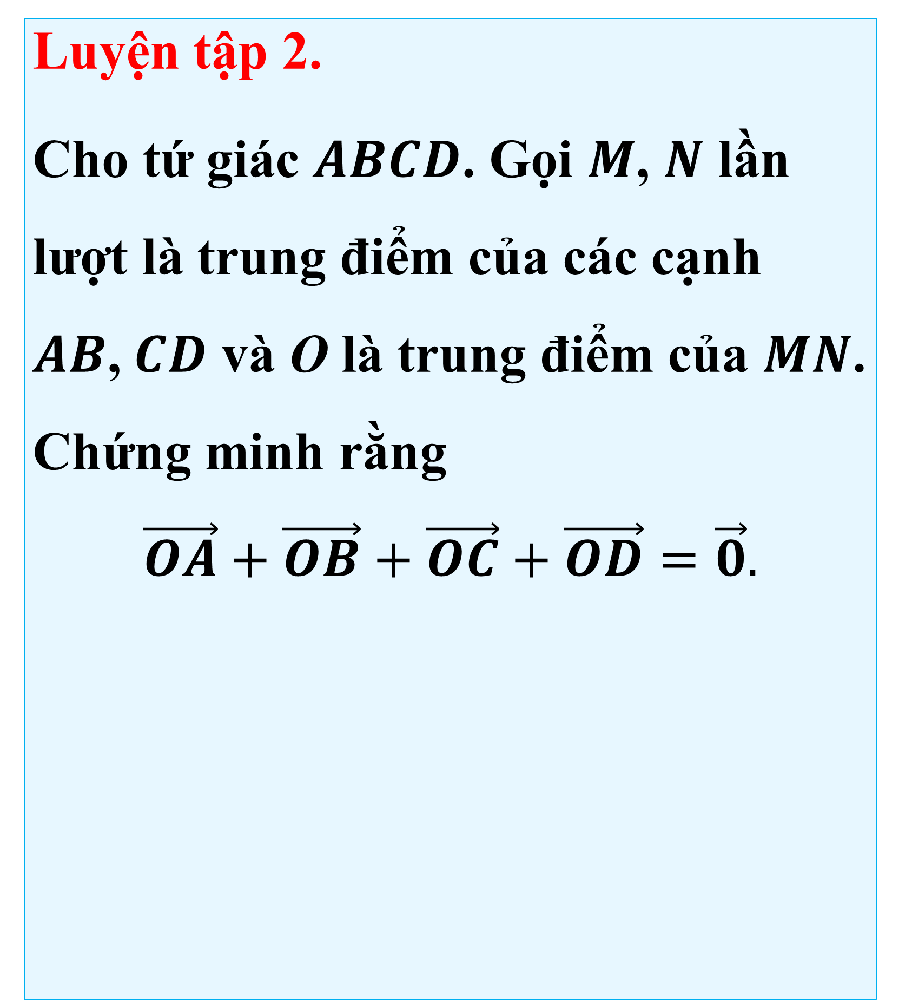 Luyện tập 2.
Cho tứ giác ABCD. Gọi M, N lần
lượt là trung điểm của các cạnh
AB, CD và O là trung điểm của MN.
Chứng minh rằng
$\overrightarrow{OA} + \overrightarrow{OB} + \overrightarrow{OC} + \overrightarrow{OD} = \overrightarrow{0}$.